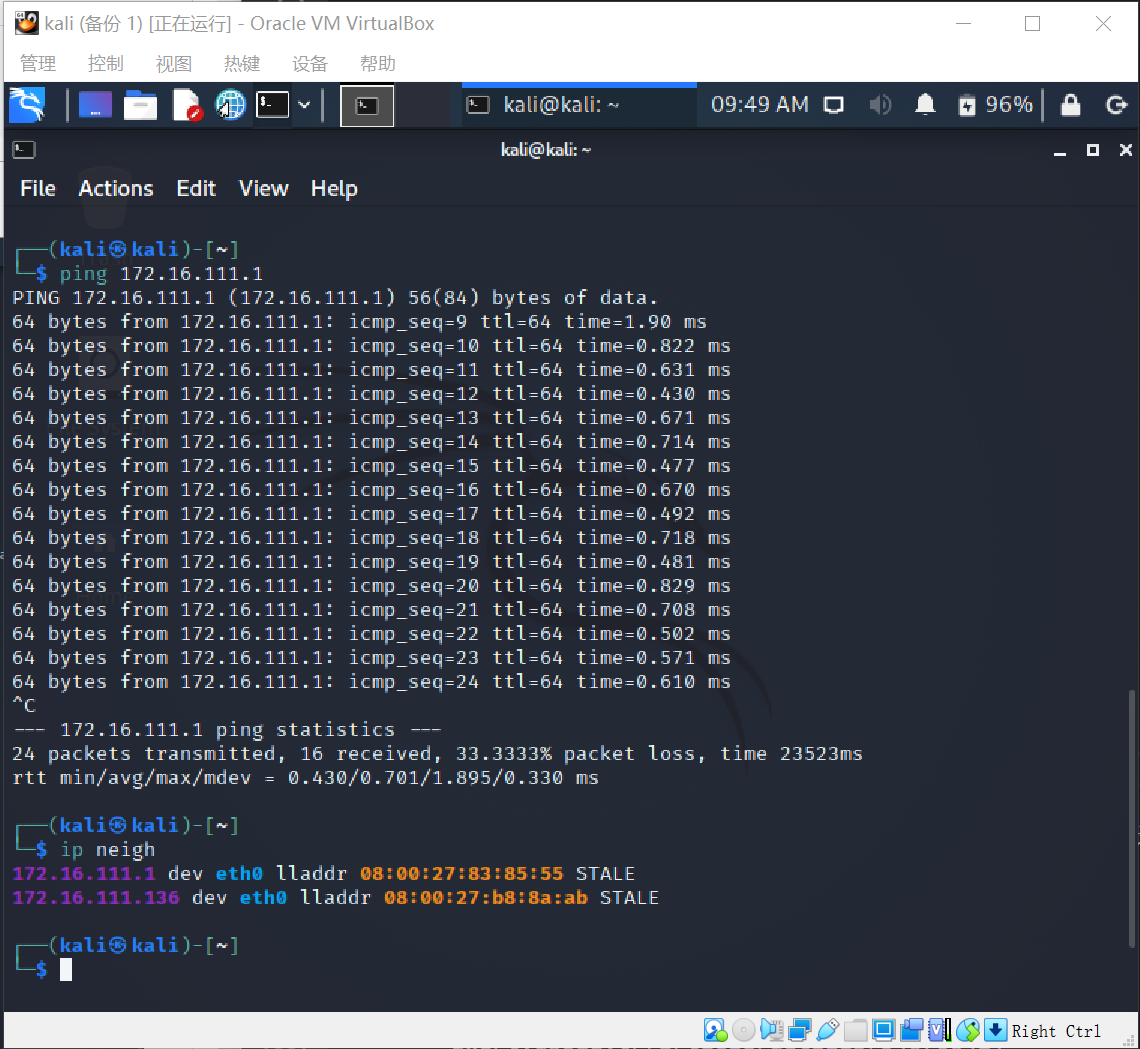 kali (备份 1) [正在运行] - Oracle VM VirtualBox
管理 控制 视图 热键 设备 帮助
kali@kali: ~ 09:49 AM 96%
kali@kali: ~
File Actions Edit View Help
┌──(kali㉿kali)-[~]
└─$ ping 172.16.111.1
PING 172.16.111.1 (172.16.111.1) 56(84) bytes of data.
64 bytes from 172.16.111.1: icmp_seq=9 ttl=64 time=1.90 ms
64 bytes from 172.16.111.1: icmp_seq=10 ttl=64 time=0.822 ms
64 bytes from 172.16.111.1: icmp_seq=11 ttl=64 time=0.631 ms
64 bytes from 172.16.111.1: icmp_seq=12 ttl=64 time=0.430 ms
64 bytes from 172.16.111.1: icmp_seq=13 ttl=64 time=0.671 ms
64 bytes from 172.16.111.1: icmp_seq=14 ttl=64 time=0.714 ms
64 bytes from 172.16.111.1: icmp_seq=15 ttl=64 time=0.477 ms
64 bytes from 172.16.111.1: icmp_seq=16 ttl=64 time=0.670 ms
64 bytes from 172.16.111.1: icmp_seq=17 ttl=64 time=0.492 ms
64 bytes from 172.16.111.1: icmp_seq=18 ttl=64 time=0.718 ms
64 bytes from 172.16.111.1: icmp_seq=19 ttl=64 time=0.481 ms
64 bytes from 172.16.111.1: icmp_seq=20 ttl=64 time=0.829 ms
64 bytes from 172.16.111.1: icmp_seq=21 ttl=64 time=0.708 ms
64 bytes from 172.16.111.1: icmp_seq=22 ttl=64 time=0.502 ms
64 bytes from 172.16.111.1: icmp_seq=23 ttl=64 time=0.571 ms
64 bytes from 172.16.111.1: icmp_seq=24 ttl=64 time=0.610 ms
^C
--- 172.16.111.1 ping statistics ---
24 packets transmitted, 16 received, 33.3333% packet loss, time 23523ms
rtt min/avg/max/mdev = 0.430/0.701/1.895/0.330 ms
┌──(kali㉿kali)-[~]
└─$ ip neigh
172.16.111.1 dev eth0 lladdr 08:00:27:83:85:55 STALE
172.16.111.136 dev eth0 lladdr 08:00:27:b8:8a:ab STALE
┌──(kali㉿kali)-[~]
└─$
Right Ctrl